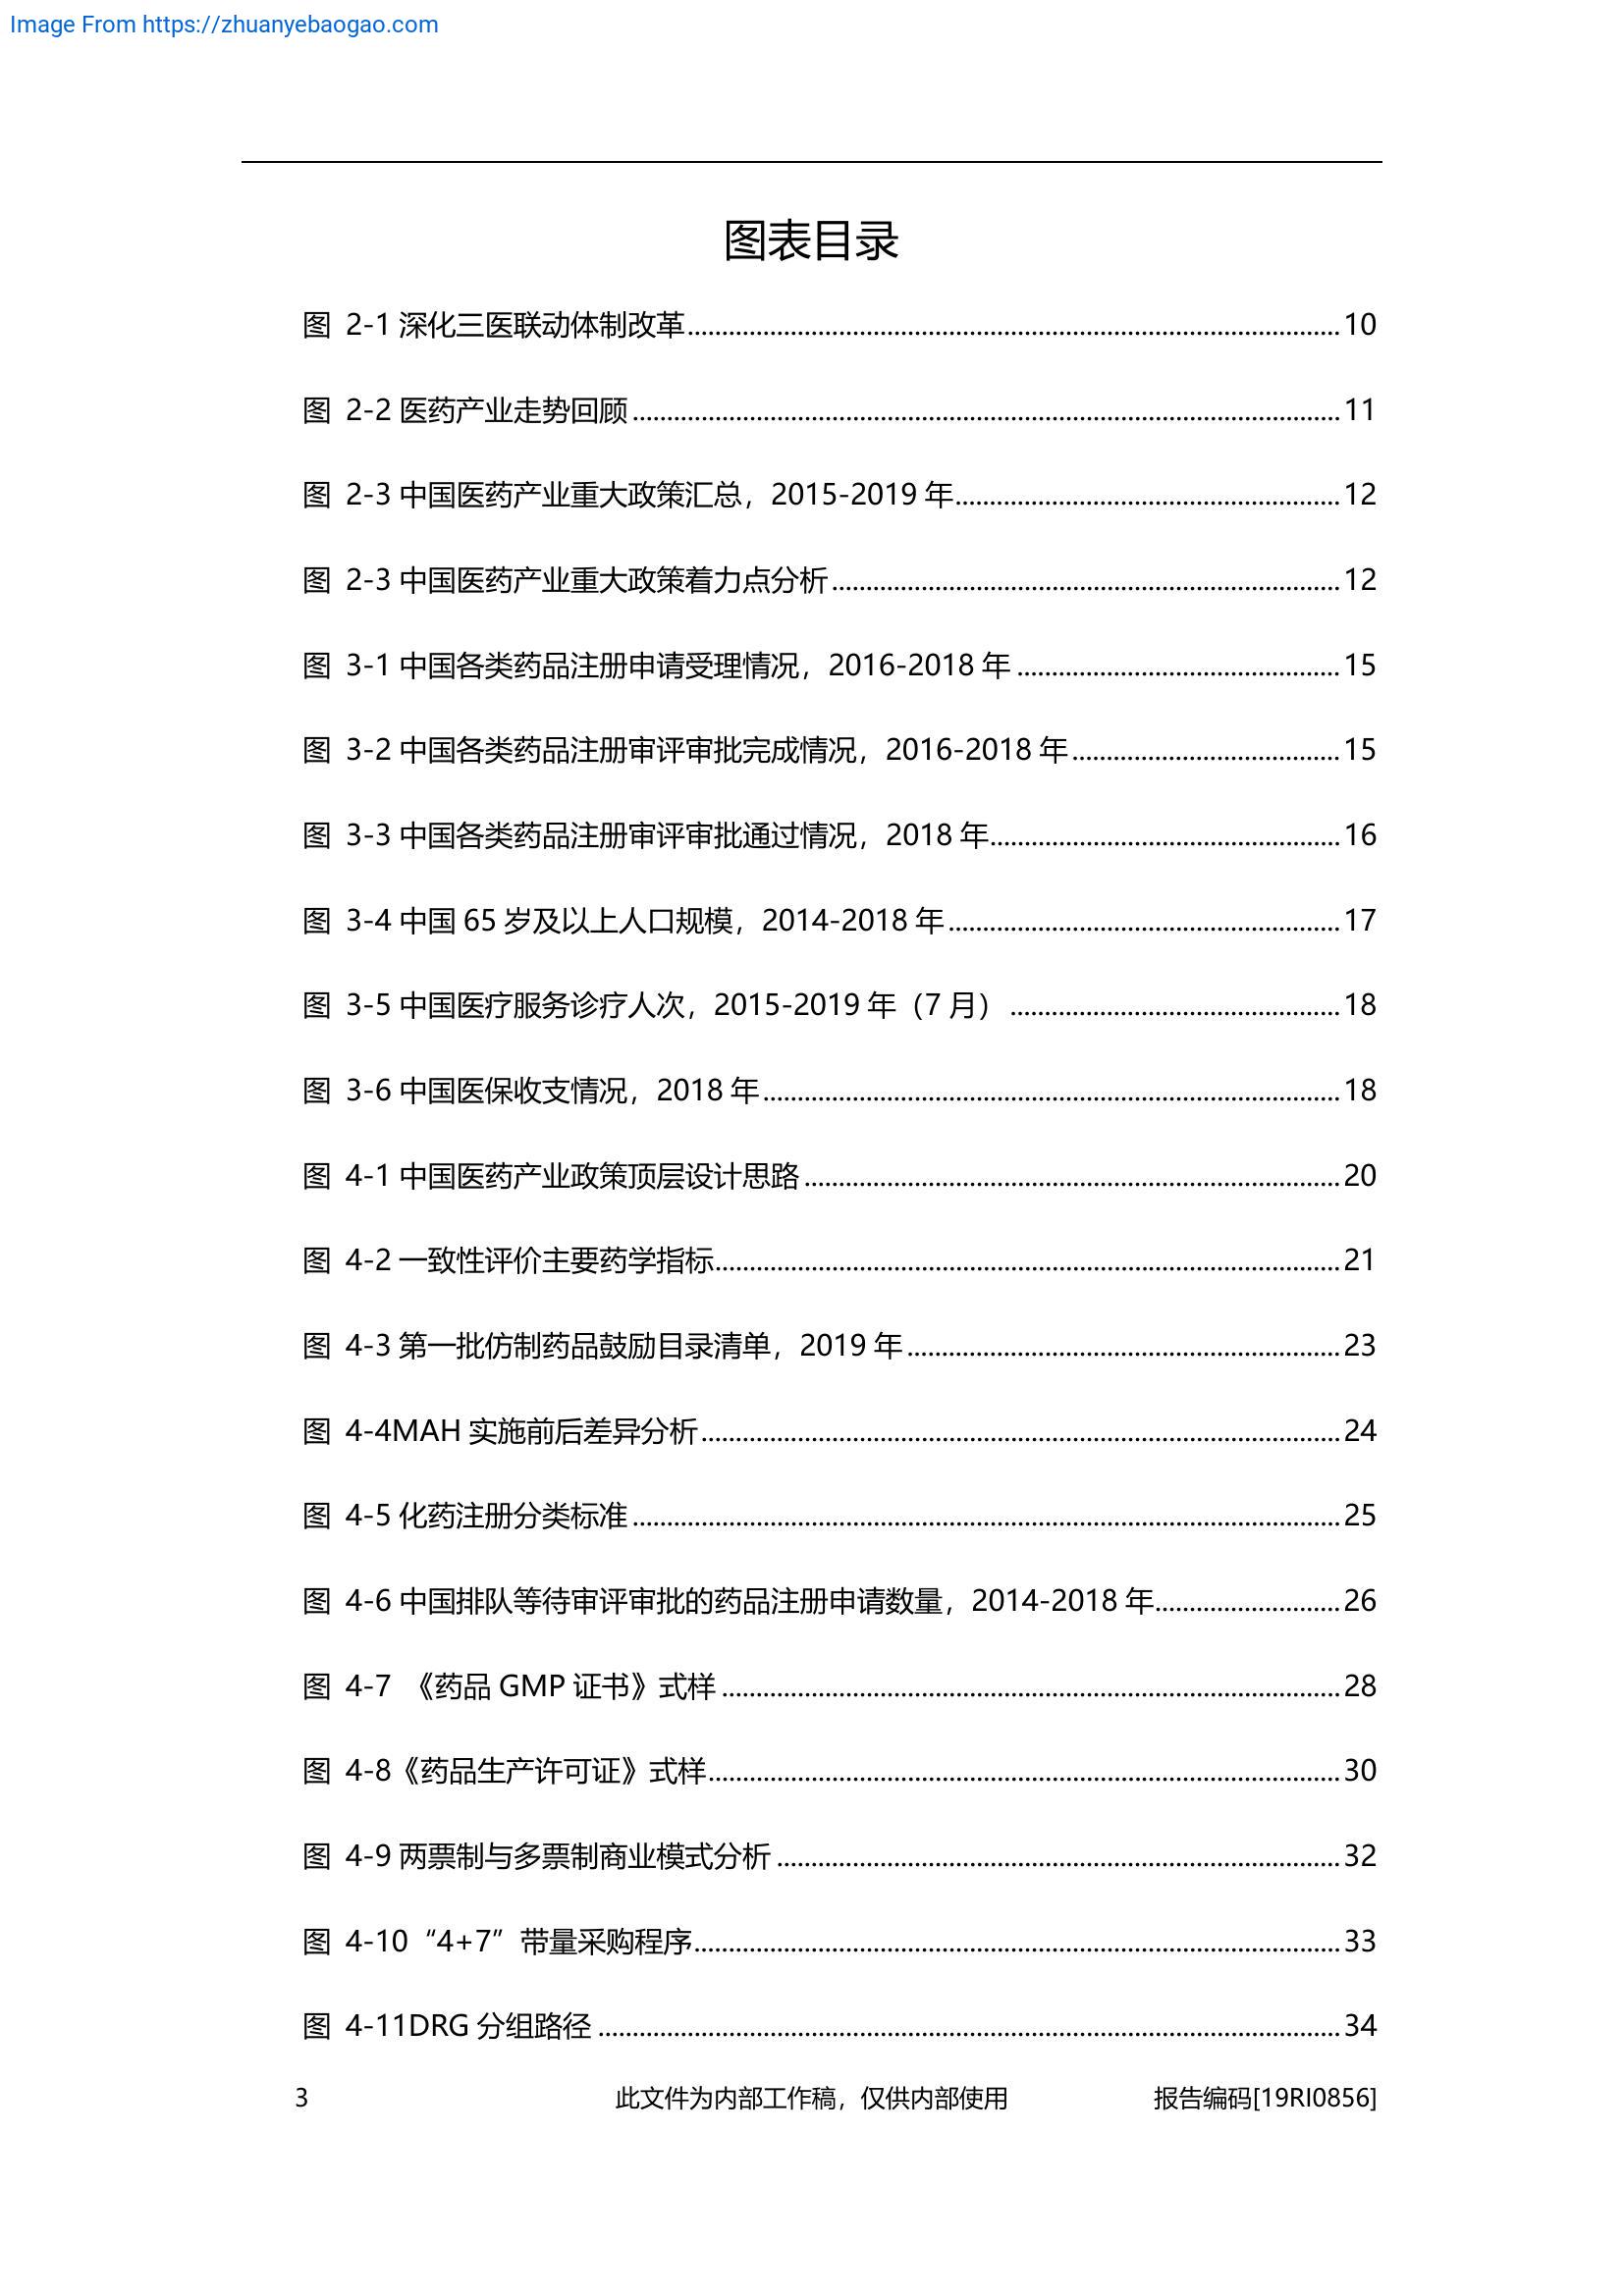 Image From https://zhuanyebaogao.com
图表目录
图 2-1 深化三医联动体制改革 10
图 2-2 医药产业走势回顾 11
图 2-3 中国医药产业重大政策汇总，2015-2019 年 12
图 2-3 中国医药产业重大政策着力点分析 12
图 3-1 中国各类药品注册申请受理情况，2016-2018 年 15
图 3-2 中国各类药品注册审评审批完成情况，2016-2018 年 15
图 3-3 中国各类药品注册审评审批通过情况，2018 年 16
图 3-4 中国 65 岁及以上人口规模，2014-2018 年 17
图 3-5 中国医疗服务诊疗人次，2015-2019 年（7 月） 18
图 3-6 中国医保收支情况，2018 年 18
图 4-1 中国医药产业政策顶层设计思路 20
图 4-2 一致性评价主要药学指标 21
图 4-3 第一批仿制药品鼓励目录清单，2019 年 23
图 4-4MAH 实施前后差异分析 24
图 4-5 化药注册分类标准 25
图 4-6 中国排队等待审评审批的药品注册申请数量，2014-2018 年 26
图 4-7 《药品 GMP 证书》式样 28
图 4-8《药品生产许可证》式样 30
图 4-9 两票制与多票制商业模式分析 32
图 4-10“4+7”带量采购程序 33
图 4-11DRG 分组路径 34
3 此文件为内部工作稿，仅供内部使用 报告编码[19RI0856]